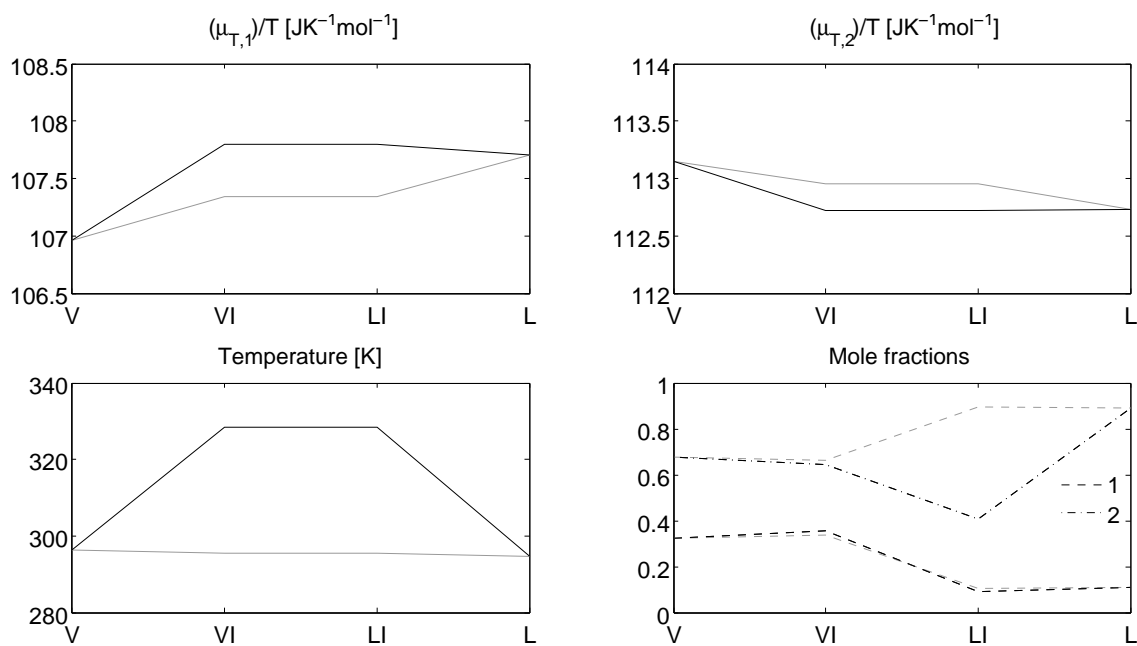 (μT,1)/T [JK−1mol−1]
108.5
108
107.5
107
106.5
V VI LI L
(μT,2)/T [JK−1mol−1]
114
113.5
113
112.5
112
V VI LI L
Temperature [K]
340
320
300
280
V VI LI L
Mole fractions
1
0.8
0.6
0.4
0.2
0
1
2
V VI LI L